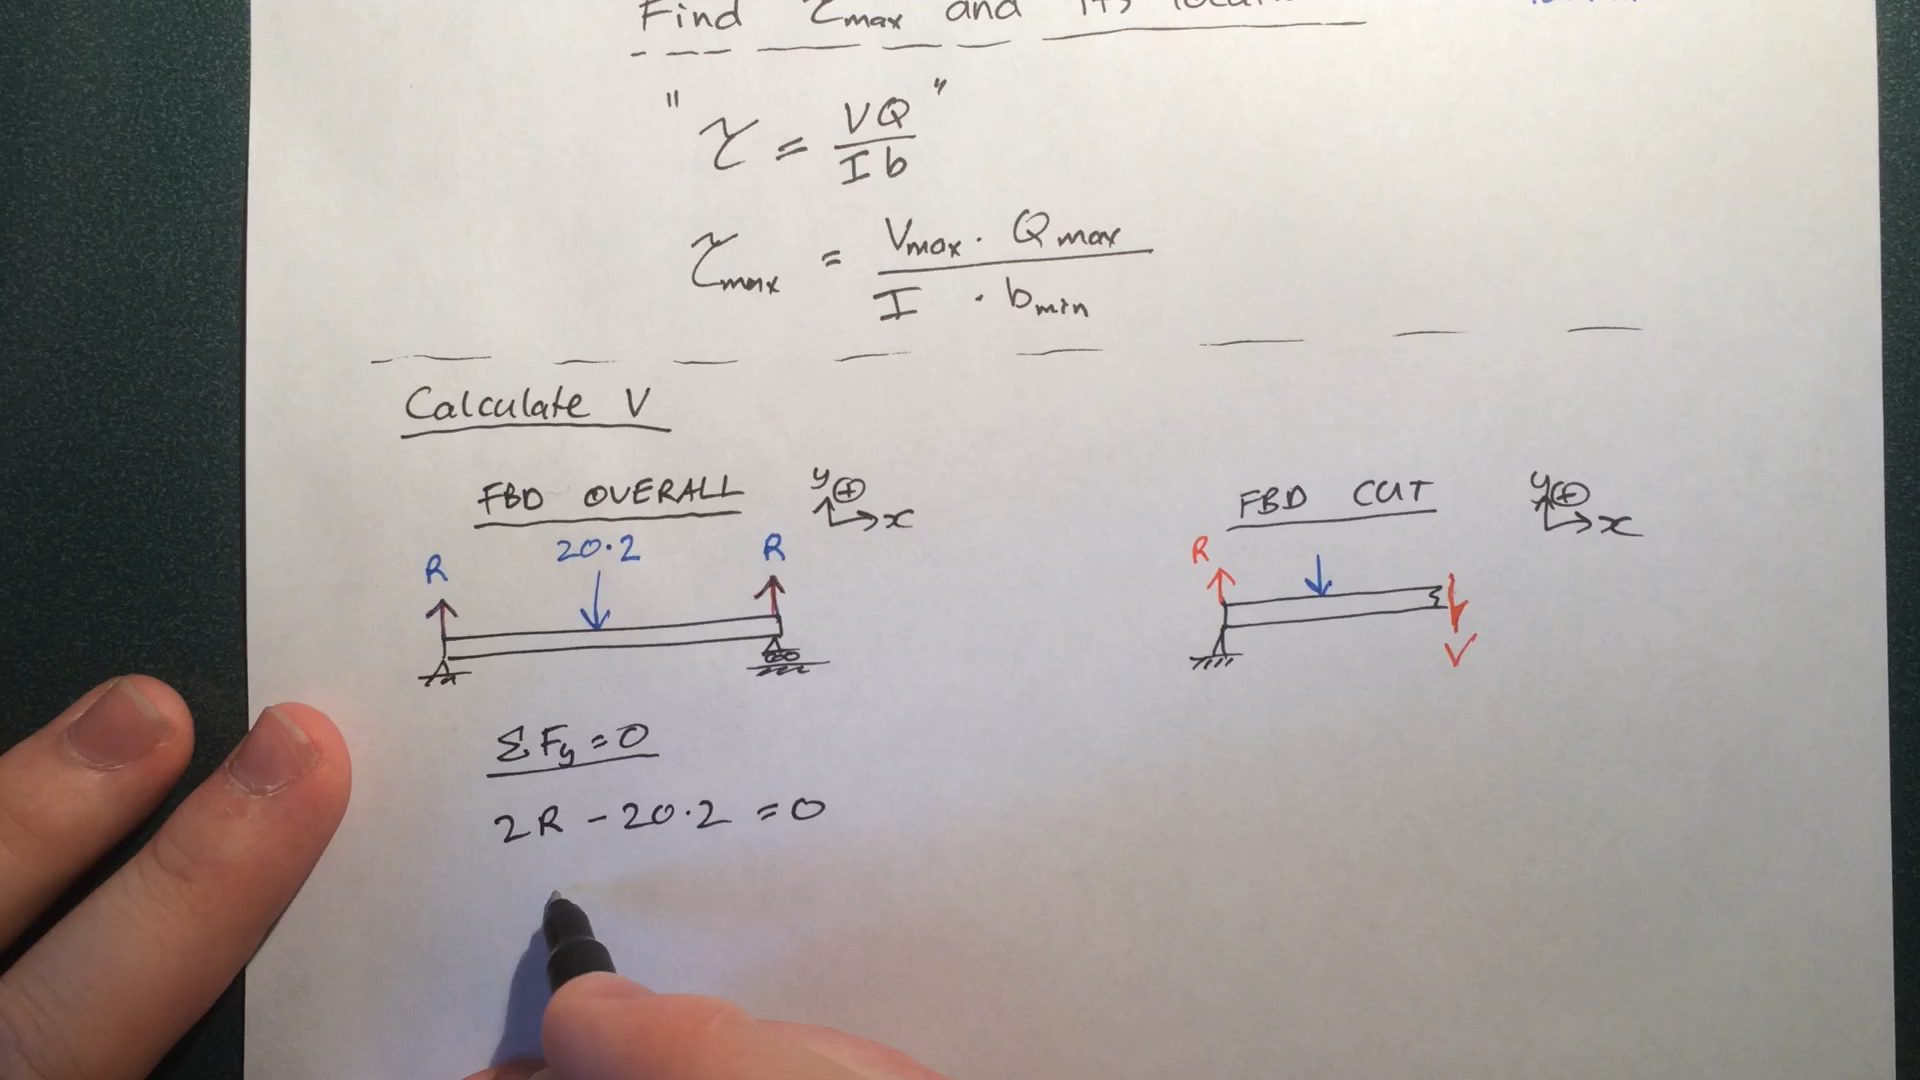 Find τmax and its
" τ = VQ / I b "
τmax = Vmax · Qmax / I · bmin
Calculate V
FBD OVERALL
y + x
FBD CUT
y + x
R 20·2 R
R
V
ΣFy = 0
2R - 20·2 = 0